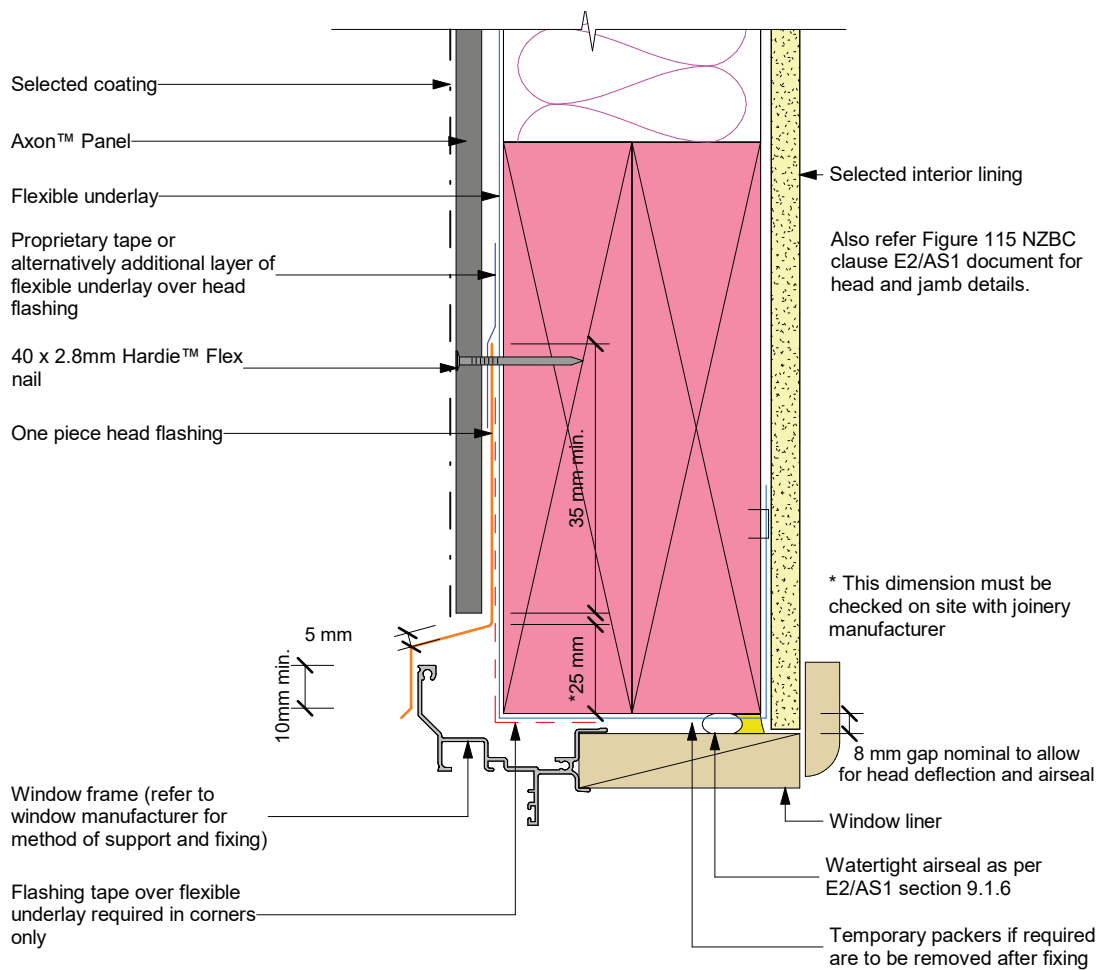 Selected coating
Axon™ Panel
Flexible underlay
Proprietary tape or
alternatively additional layer of
flexible underlay over head
flashing
40 x 2.8mm Hardie™ Flex
nail
One piece head flashing
5 mm
10mm min.
35 mm min.
*25 mm
Window frame (refer to
window manufacturer for
method of support and fixing)
Flashing tape over flexible
underlay required in corners
only
Selected interior lining
Also refer Figure 115 NZBC
clause E2/AS1 document for
head and jamb details.
* This dimension must be
checked on site with joinery
manufacturer
8 mm gap nominal to allow
for head deflection and airseal
Window liner
Watertight airseal as per
E2/AS1 section 9.1.6
Temporary packers if required
are to be removed after fixing